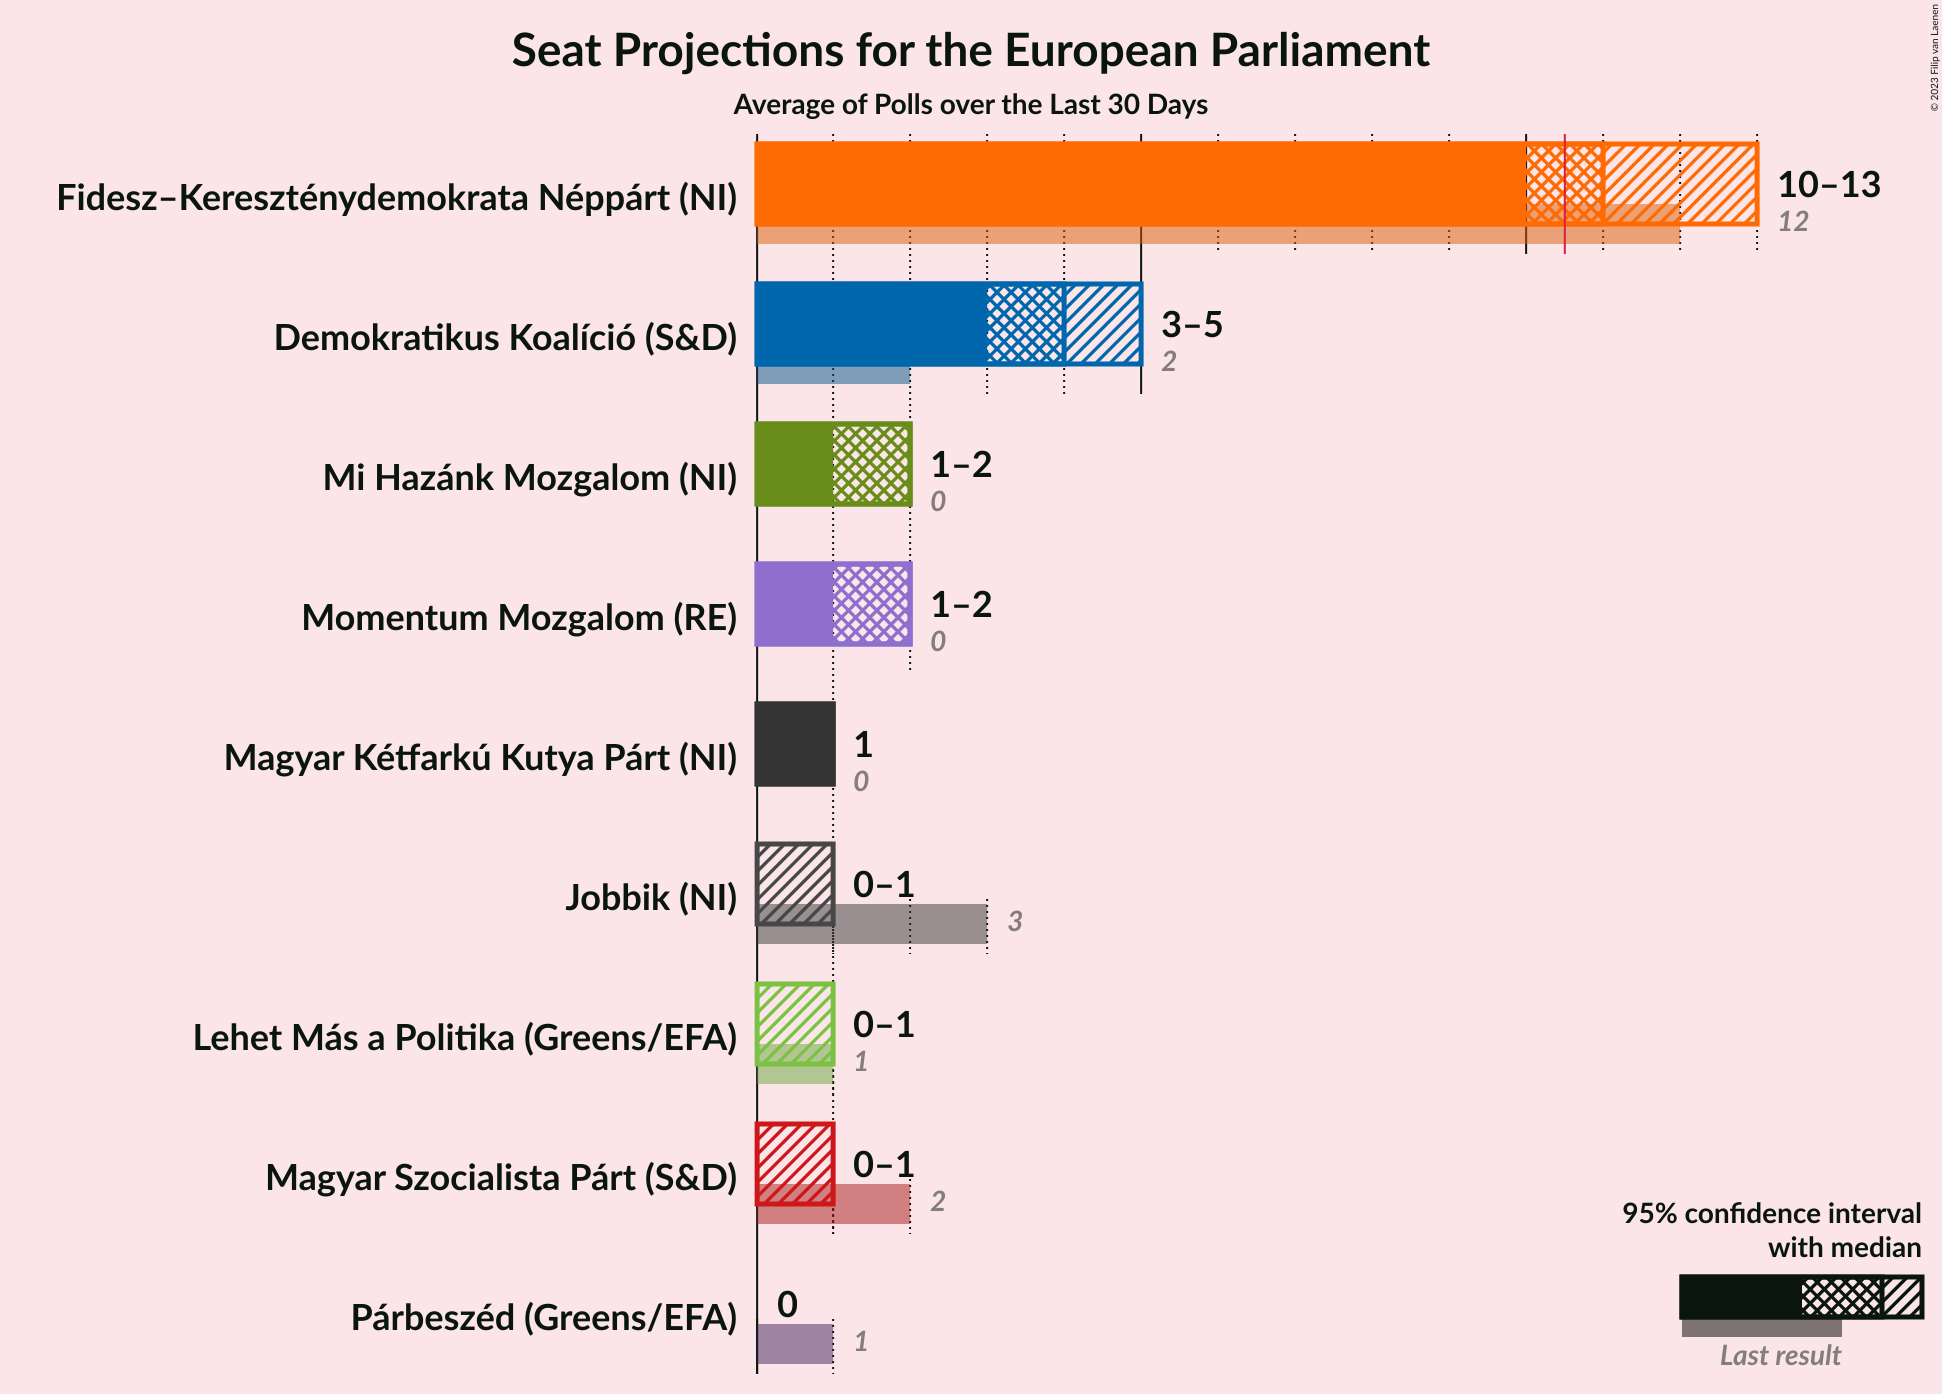 Seat Projections for the European Parliament
Average of Polls over the Last 30 Days
© 2023 Filip van Laenen
Fidesz–Kereszténydemokrata Néppárt (NI)
10–13
12
Demokratikus Koalíció (S&D)
3–5
2
Mi Hazánk Mozgalom (NI)
1–2
0
Momentum Mozgalom (RE)
1–2
0
Magyar Kétfarkú Kutya Párt (NI)
1
0
Jobbik (NI)
0–1
3
Lehet Más a Politika (Greens/EFA)
0–1
1
Magyar Szocialista Párt (S&D)
0–1
2
Párbeszéd (Greens/EFA)
0
1
95% confidence interval
with median
Last result